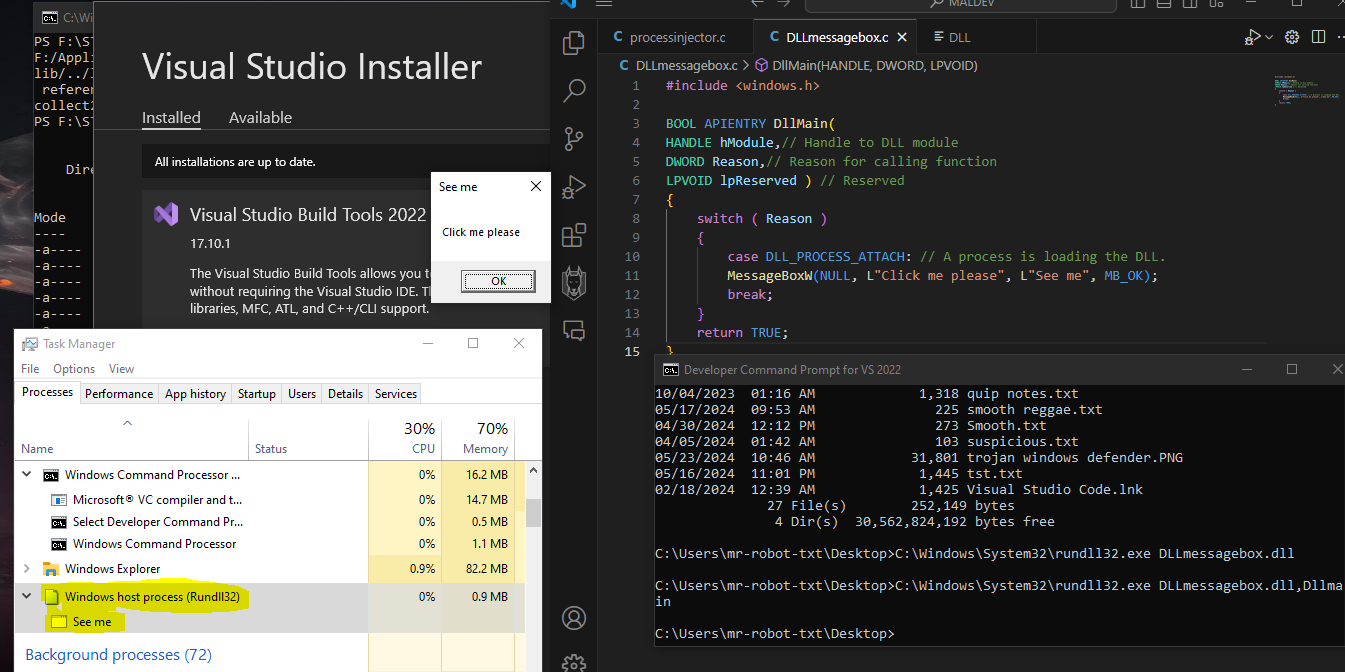 C:\Wi
PS F:\S
F:/Appli
lib/../
referen
collect2
PS F:\S
Dire
Mode
----
-a----
-a----
-a----
-a----
-a----
Visual Studio Installer
Installed Available
All installations are up to date.
Visual Studio Build Tools 2022
17.10.1
The Visual Studio Build Tools allows you t
without requiring the Visual Studio IDE. T
libraries, MFC, ATL, and C++/CLI support.
See me
Click me please
OK
Task Manager
File Options View
Processes Performance App history Startup Users Details Services
30% 70%
Name Status CPU Memory
Windows Command Processor ... 0% 16.2 MB
Microsoft® VC compiler and t... 0% 14.7 MB
Select Developer Command Pr... 0% 0.5 MB
Windows Command Processor 0% 1.1 MB
Windows Explorer 0.9% 82.2 MB
Windows host process (Rundll32) 0% 0.9 MB
See me
Background processes (72)
MALDEV
C processinjector.c C DLLmessagebox.c DLL
C DLLmessagebox.c > DllMain(HANDLE, DWORD, LPVOID)
1 #include <windows.h>
2
3 BOOL APIENTRY DllMain(
4 HANDLE hModule,// Handle to DLL module
5 DWORD Reason,// Reason for calling function
6 LPVOID lpReserved ) // Reserved
7 {
8 switch ( Reason )
9 {
10 case DLL_PROCESS_ATTACH: // A process is loading the DLL.
11 MessageBoxW(NULL, L"Click me please", L"See me", MB_OK);
12 break;
13 }
14 return TRUE;
15 }
Developer Command Prompt for VS 2022
10/04/2023 01:16 AM 1,318 quip notes.txt
05/17/2024 09:53 AM 225 smooth reggae.txt
04/30/2024 12:12 PM 273 Smooth.txt
04/05/2024 01:42 AM 103 suspicious.txt
05/23/2024 10:46 AM 31,801 trojan windows defender.PNG
05/16/2024 11:01 PM 1,445 tst.txt
02/18/2024 12:39 AM 1,425 Visual Studio Code.lnk
27 File(s) 252,149 bytes
4 Dir(s) 30,562,824,192 bytes free
C:\Users\mr-robot-txt\Desktop>C:\Windows\System32\rundll32.exe DLLmessagebox.dll
C:\Users\mr-robot-txt\Desktop>C:\Windows\System32\rundll32.exe DLLmessagebox.dll,Dllma
in
C:\Users\mr-robot-txt\Desktop>